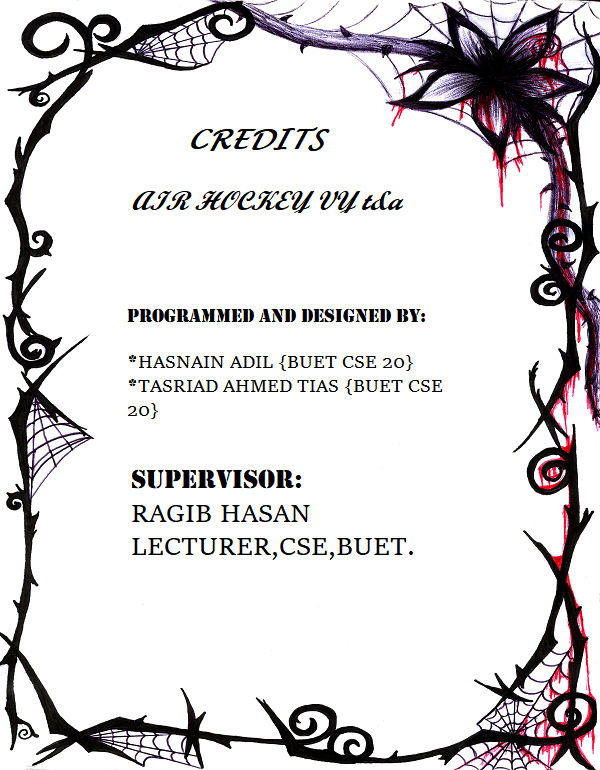 CREDITS
AIR HOCKEY VY t&a
PROGRAMMED AND DESIGNED BY:
*HASNAIN ADIL {BUET CSE 20}
*TASRIAD AHMED TIAS {BUET CSE
20}
SUPERVISOR:
RAGIB HASAN
LECTURER,CSE,BUET.